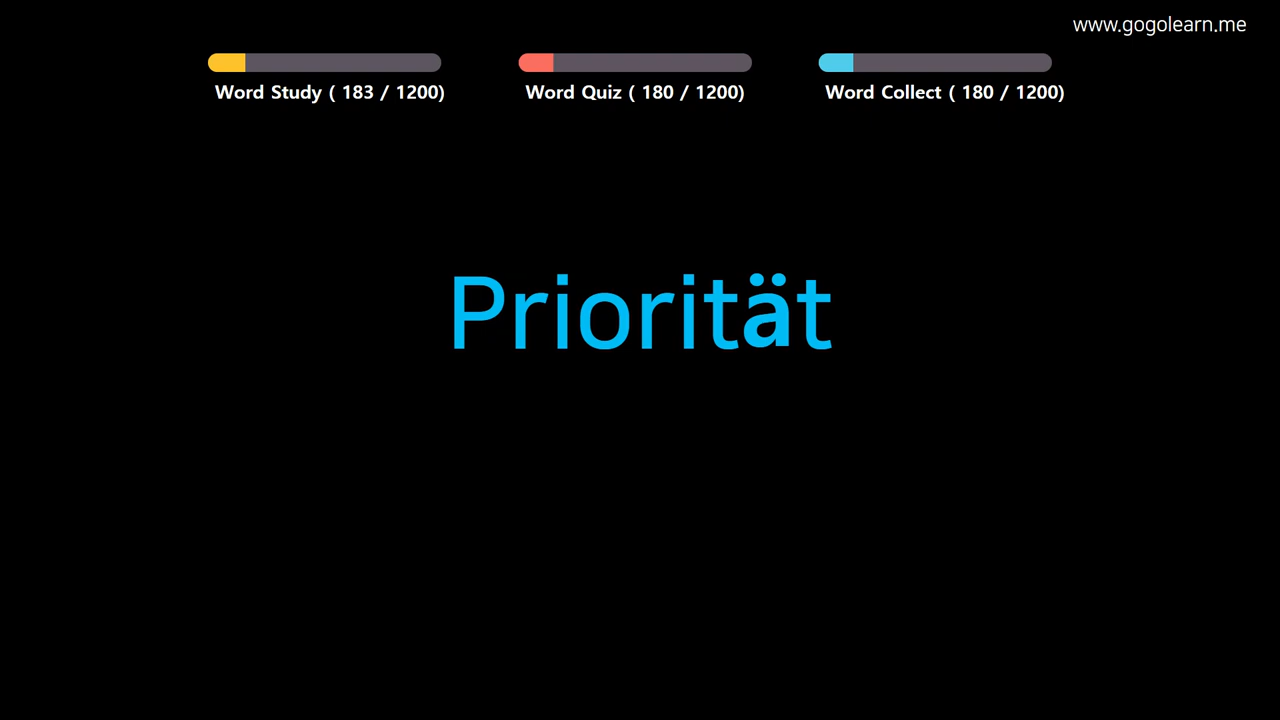 www.gogolearn.me
Word Study ( 183 / 1200)
Word Quiz ( 180 / 1200)
Word Collect ( 180 / 1200)
Priorität